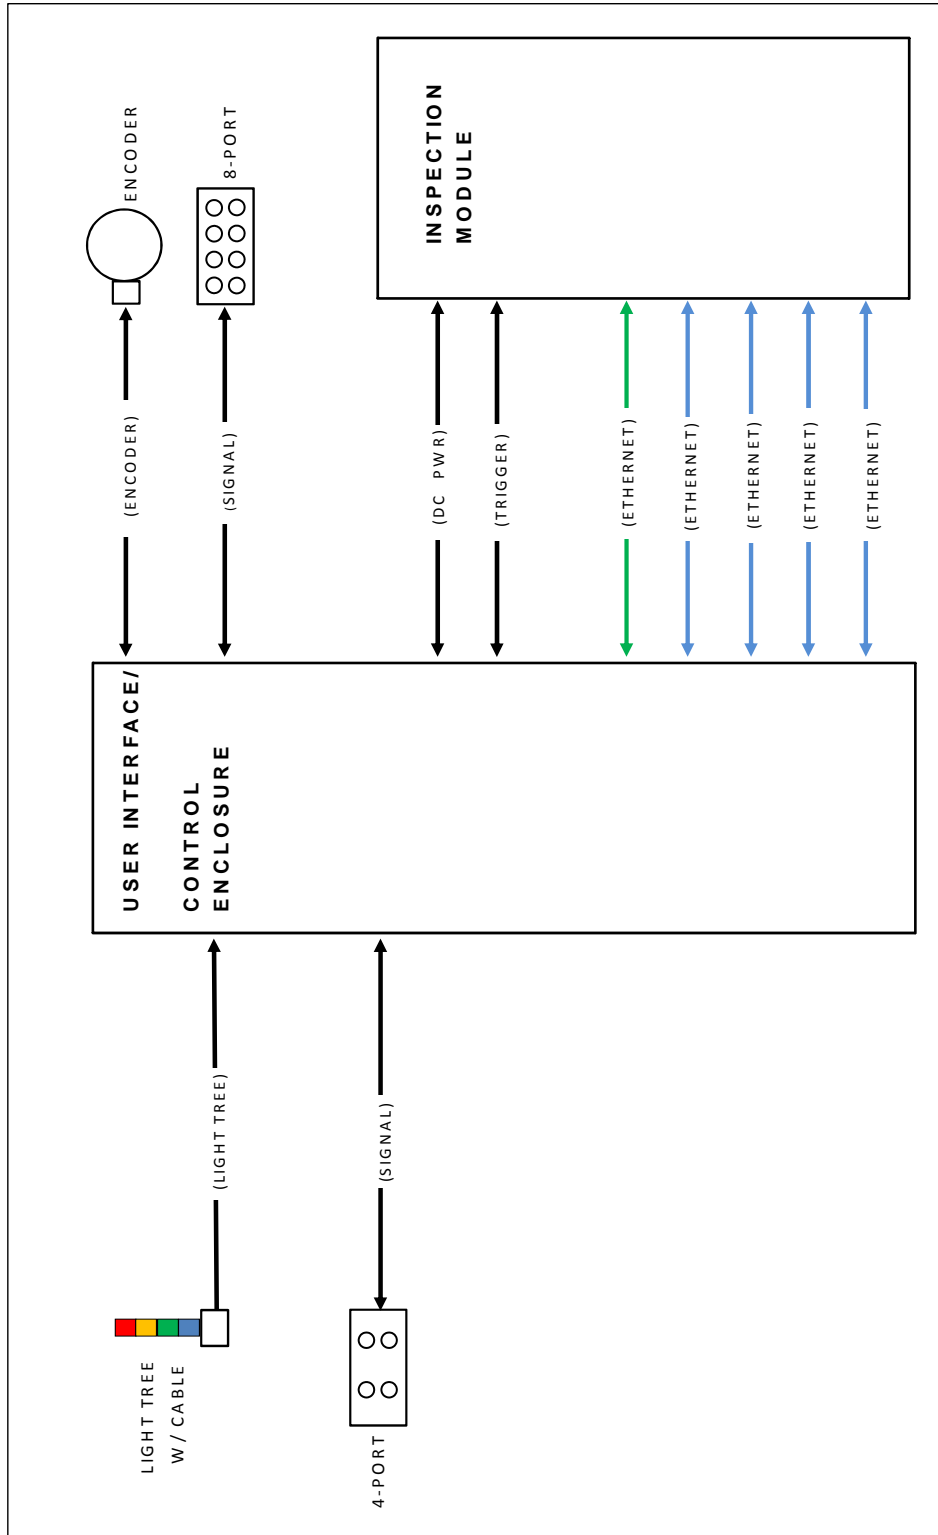 LIGHT TREE
W / CABLE
4-PORT
(LIGHT TREE)
(SIGNAL)
USER INTERFACE/
CONTROL
ENCLOSURE
(ENCODER)
(SIGNAL)
(DC PWR)
(TRIGGER)
(ETHERNET)
(ETHERNET)
(ETHERNET)
(ETHERNET)
(ETHERNET)
ENCODER
8-PORT
INSPECTION
MODULE